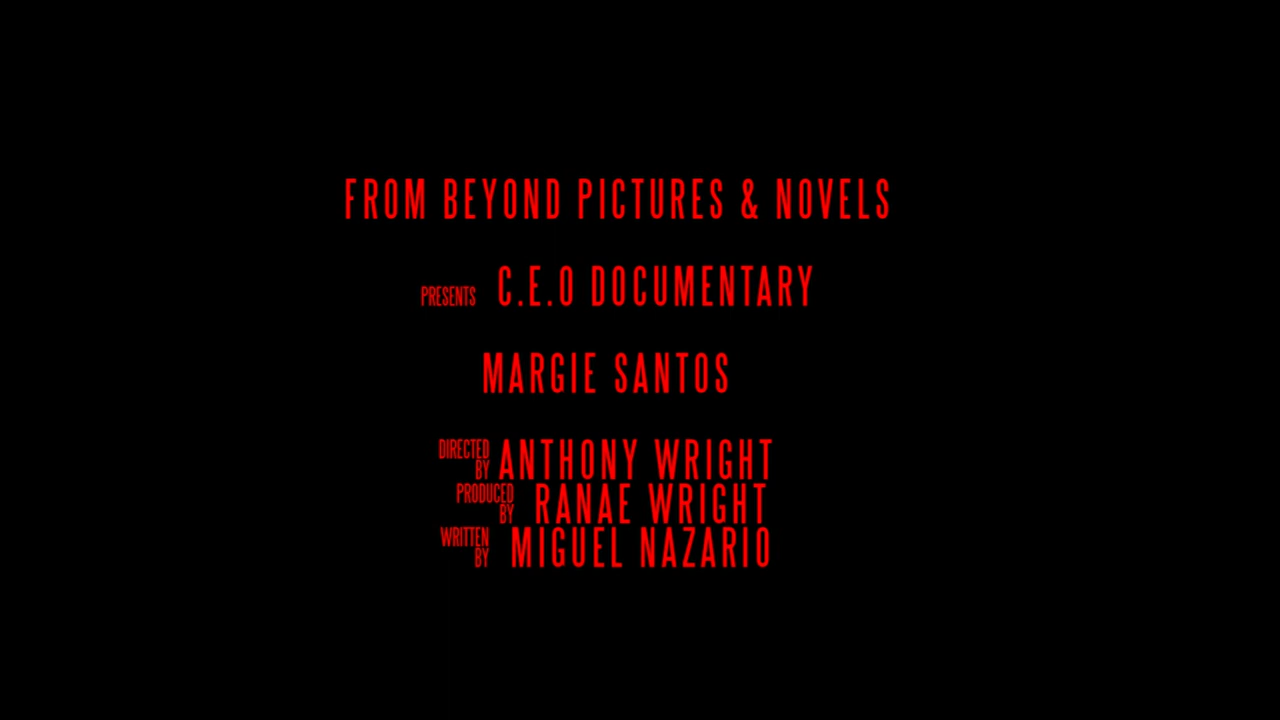 FROM BEYOND PICTURES & NOVELS
PRESENTS C.E.O DOCUMENTARY
MARGIE SANTOS
DIRECTED BY ANTHONY WRIGHT
PRODUCED BY RANAE WRIGHT
WRITTEN BY MIGUEL NAZARIO